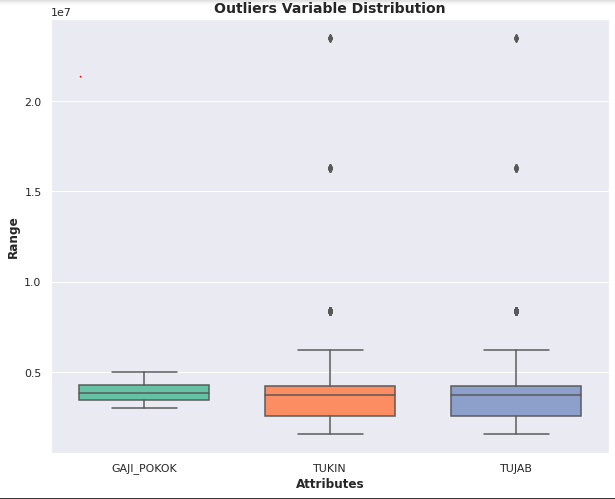 Outliers Variable Distribution
1e7
2.0
1.5
1.0
0.5
Range
GAJI_POKOK
TUKIN
TUJAB
Attributes